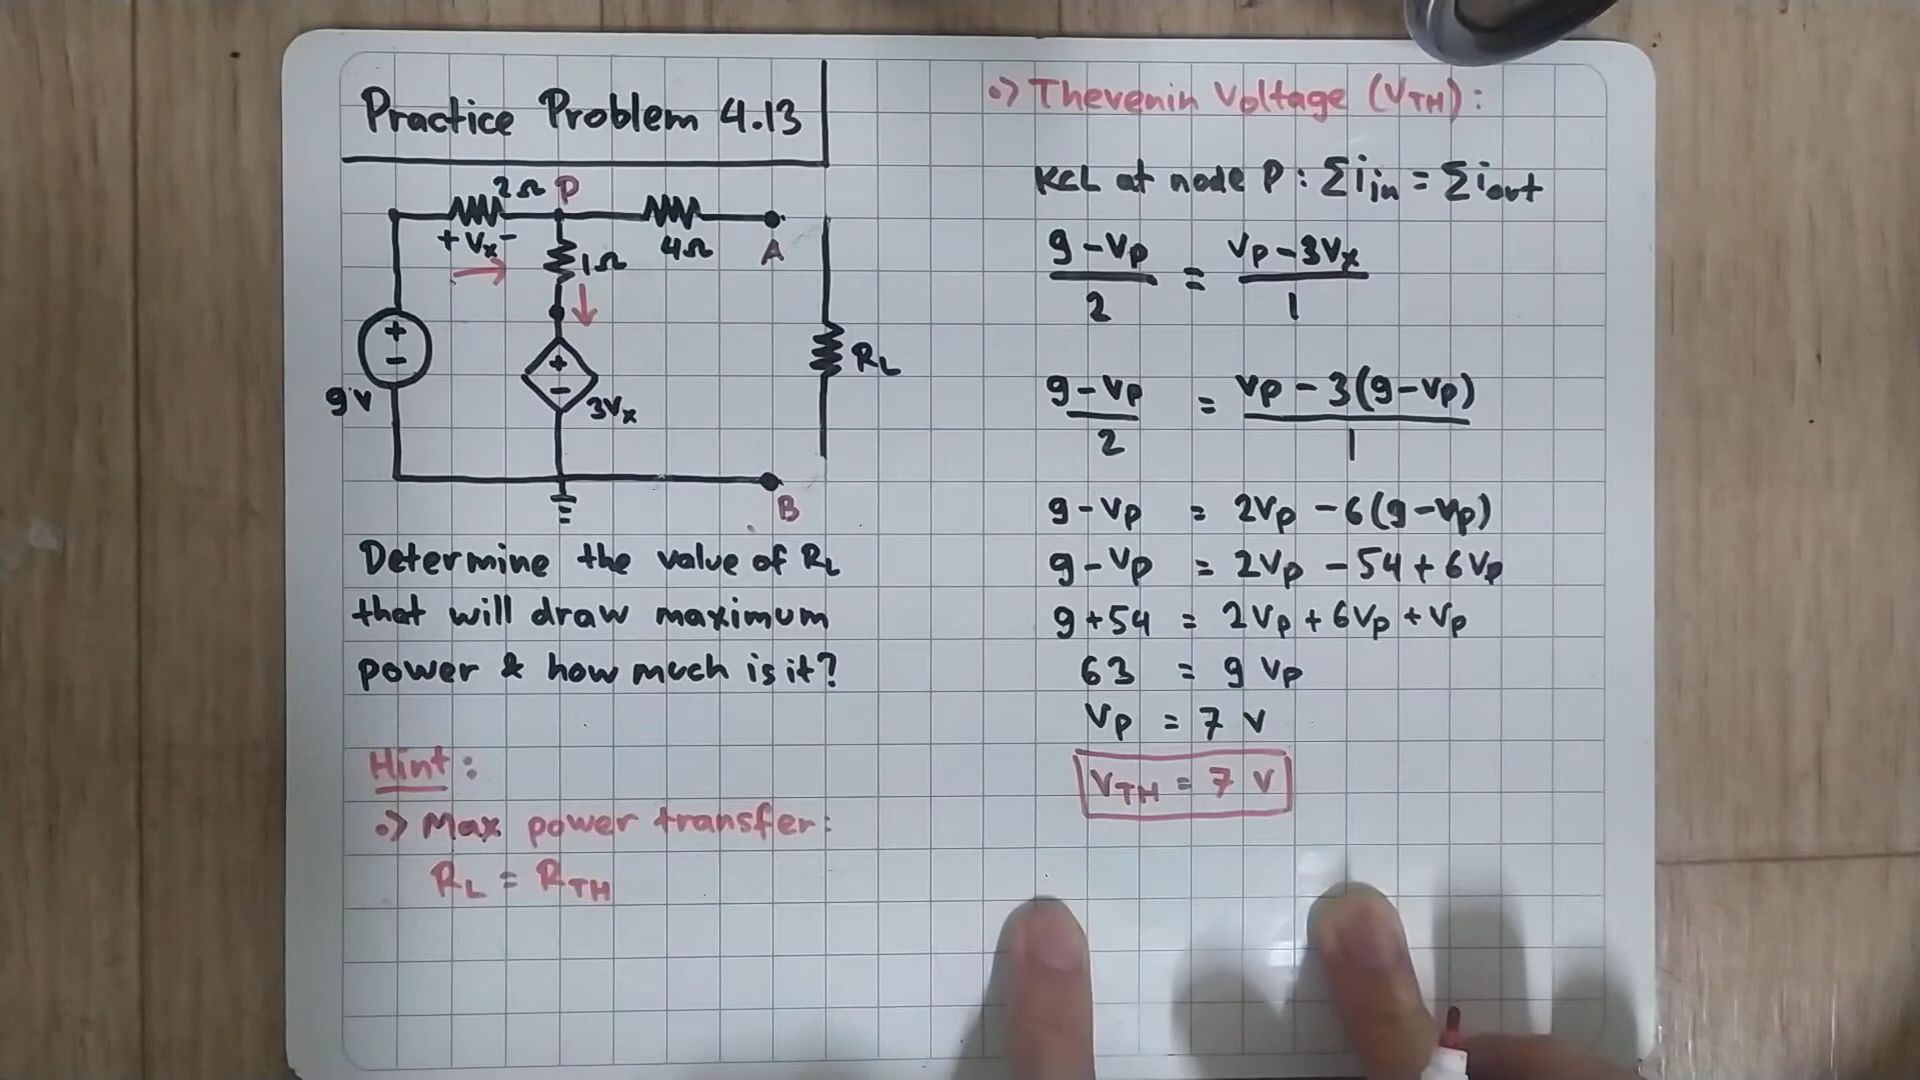 Practice Problem 4.13
2Ω P
+ Vx -
1Ω
4Ω
A
+
-
9V
+
-
3Vx
RL
B
Determine the value of RL
that will draw maximum
power & how much is it?
Hint:
•> Max power transfer:
RL = RTH
•> Thevenin Voltage (VTH):
KCL at node P: Σiin = Σiout
9-VP/2 = VP-3Vx/1
9-VP/2 = VP-3(9-VP)/1
9-VP = 2VP-6(9-VP)
9-VP = 2VP-54+6VP
9+54 = 2VP+6VP+VP
63 = 9VP
VP = 7 V
VTH = 7 V